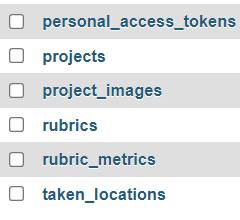 personal_access_tokens
projects
project_images
rubrics
rubric_metrics
taken_locations